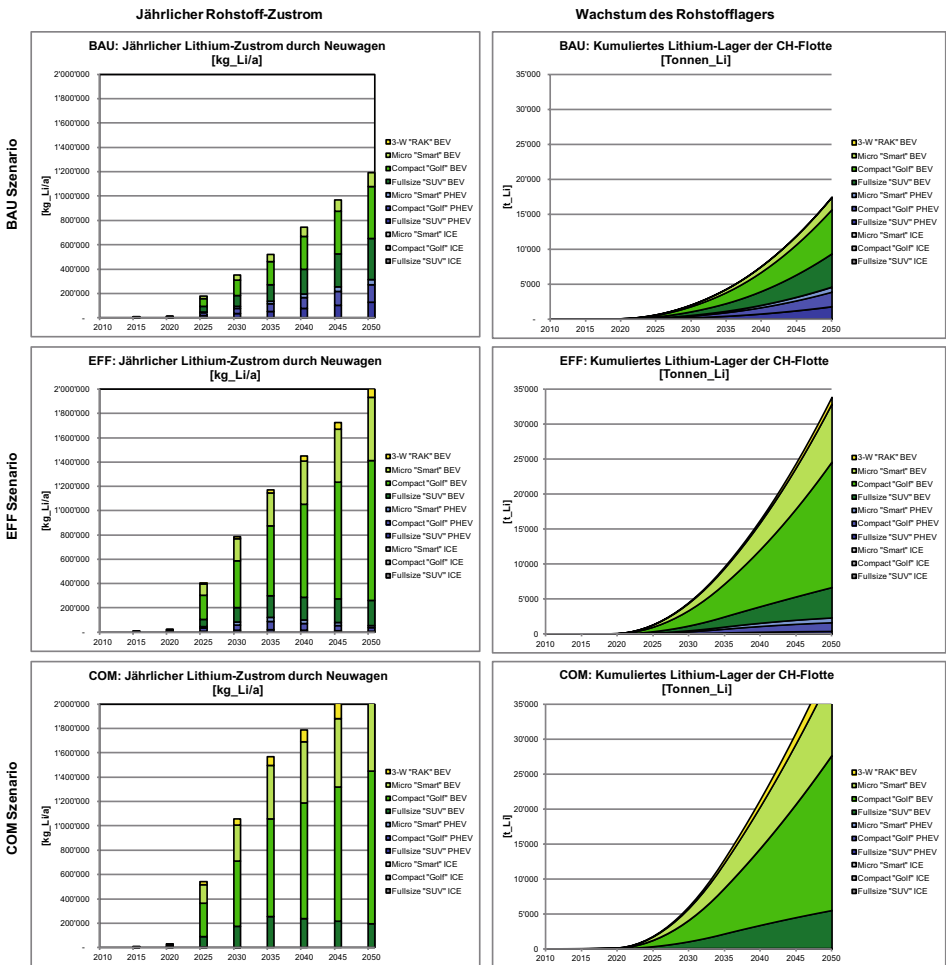 Jährlicher Rohstoff-Zustrom
Wachstum des Rohstofflagers
BAU Szenario
BAU: Jährlicher Lithium-Zustrom durch Neuwagen
[kg_Li/a]
[kg_Li/a]
2'000'000
1'800'000
1'600'000
1'400'000
1'200'000
1'000'000
800'000
600'000
400'000
200'000
-
2010 2015 2020 2025 2030 2035 2040 2045 2050
3-W "RAK" BEV
Micro "Smart" BEV
Compact "Golf" BEV
Fullsize "SUV" BEV
Micro "Smart" PHEV
Compact "Golf" PHEV
Fullsize "SUV" PHEV
Micro "Smart" ICE
Compact "Golf" ICE
Fullsize "SUV" ICE
BAU: Kumuliertes Lithium-Lager der CH-Flotte
[Tonnen_Li]
[t_Li]
35'000
30'000
25'000
20'000
15'000
10'000
5'000
-
2010 2015 2020 2025 2030 2035 2040 2045 2050
3-W "RAK" BEV
Micro "Smart" BEV
Compact "Golf" BEV
Fullsize "SUV" BEV
Micro "Smart" PHEV
Compact "Golf" PHEV
Fullsize "SUV" PHEV
Micro "Smart" ICE
Compact "Golf" ICE
Fullsize "SUV" ICE
EFF Szenario
EFF: Jährlicher Lithium-Zustrom durch Neuwagen
[kg_Li/a]
[kg_Li/a]
2'000'000
1'800'000
1'600'000
1'400'000
1'200'000
1'000'000
800'000
600'000
400'000
200'000
-
2010 2015 2020 2025 2030 2035 2040 2045 2050
3-W "RAK" BEV
Micro "Smart" BEV
Compact "Golf" BEV
Fullsize "SUV" BEV
Micro "Smart" PHEV
Compact "Golf" PHEV
Fullsize "SUV" PHEV
Micro "Smart" ICE
Compact "Golf" ICE
Fullsize "SUV" ICE
EFF: Kumuliertes Lithium-Lager der CH-Flotte
[Tonnen_Li]
[t_Li]
35'000
30'000
25'000
20'000
15'000
10'000
5'000
0
2010 2015 2020 2025 2030 2035 2040 2045 2050
3-W "RAK" BEV
Micro "Smart" BEV
Compact "Golf" BEV
Fullsize "SUV" BEV
Micro "Smart" PHEV
Compact "Golf" PHEV
Fullsize "SUV" PHEV
Micro "Smart" ICE
Compact "Golf" ICE
Fullsize "SUV" ICE
COM Szenario
COM: Jährlicher Lithium-Zustrom durch Neuwagen
[kg_Li/a]
[kg_Li/a]
2'000'000
1'800'000
1'600'000
1'400'000
1'200'000
1'000'000
800'000
600'000
400'000
200'000
-
2010 2015 2020 2025 2030 2035 2040 2045 2050
3-W "RAK" BEV
Micro "Smart" BEV
Compact "Golf" BEV
Fullsize "SUV" BEV
Micro "Smart" PHEV
Compact "Golf" PHEV
Fullsize "SUV" PHEV
Micro "Smart" ICE
Compact "Golf" ICE
Fullsize "SUV" ICE
COM: Kumuliertes Lithium-Lager der CH-Flotte
[Tonnen_Li]
[t_Li]
35'000
30'000
25'000
20'000
15'000
10'000
5'000
0
2010 2015 2020 2025 2030 2035 2040 2045 2050
3-W "RAK" BEV
Micro "Smart" BEV
Compact "Golf" BEV
Fullsize "SUV" BEV
Micro "Smart" PHEV
Compact "Golf" PHEV
Fullsize "SUV" PHEV
Micro "Smart" ICE
Compact "Golf" ICE
Fullsize "SUV" ICE